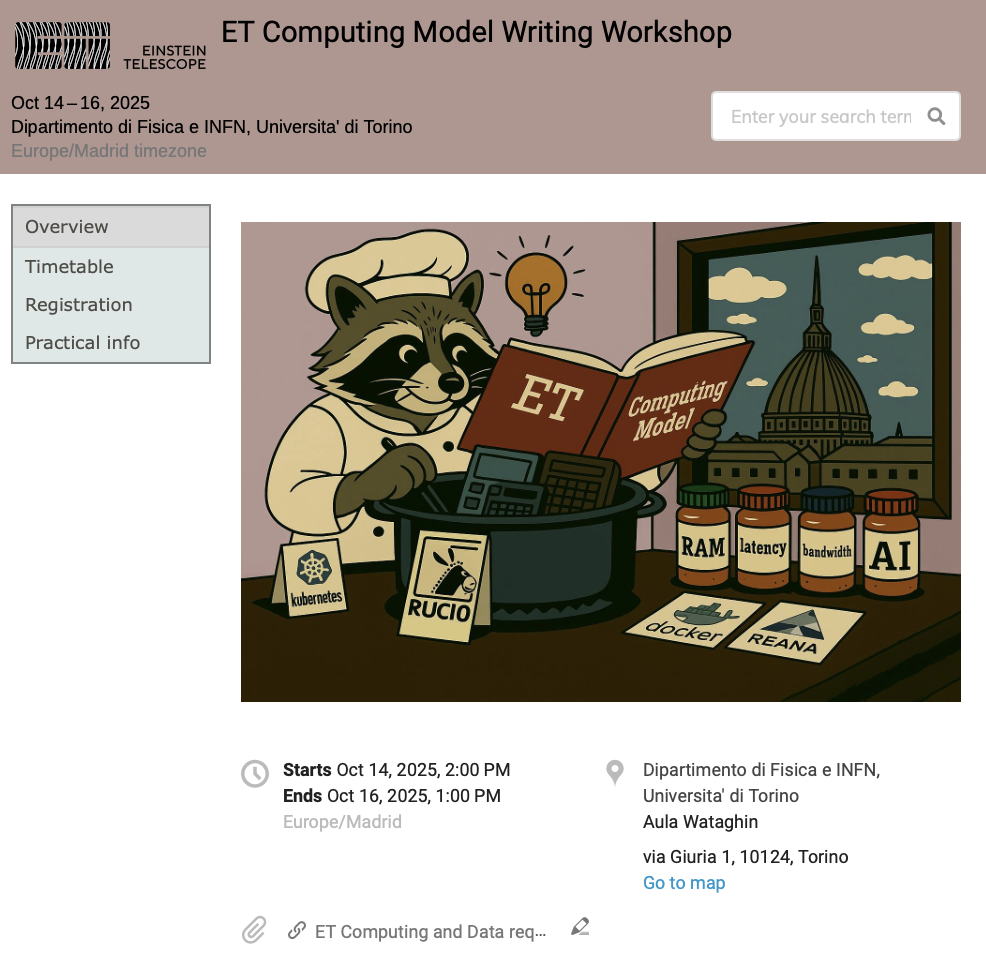 ET Computing Model Writing Workshop
EINSTEIN
TELESCOPE
Oct 14 – 16, 2025
Dipartimento di Fisica e INFN, Universita' di Torino
Europe/Madrid timezone
Enter your search term
Overview
Timetable
Registration
Practical info
ET
Computing
Model
RAM
latency
bandwidth
AI
kubernetes
RUCIO
docker
REANA
Starts Oct 14, 2025, 2:00 PM
Ends Oct 16, 2025, 1:00 PM
Europe/Madrid
Dipartimento di Fisica e INFN,
Universita' di Torino
Aula Wataghin
via Giuria 1, 10124, Torino
Go to map
ET Computing and Data req...